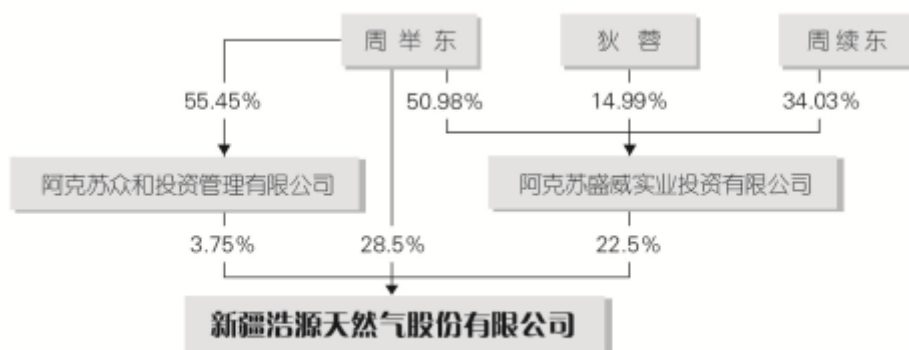 周举东 狄蓉 周续东
55.45% 50.98% 14.99% 34.03%
阿克苏众和投资管理有限公司 阿克苏盛威实业投资有限公司
3.75% 28.5% 22.5%
新疆浩源天然气股份有限公司